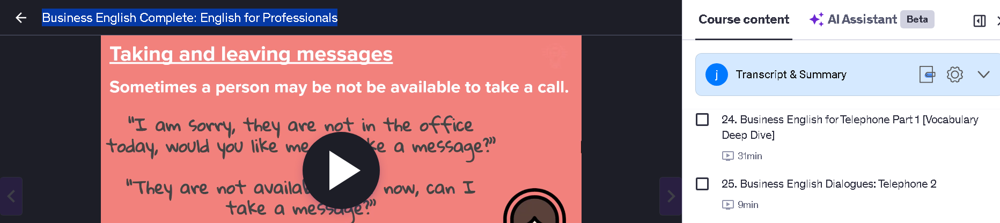 Business English Complete: English for Professionals
Taking and leaving messages
Sometimes a person may be not be available to take a call.
"I am sorry, they are not in the office
today, would you like me ke a message?"
"They are not availa now, can I
take a message?"
Course content
AI Assistant
Beta
j
Transcript & Summary
24. Business English for Telephone Part 1 [Vocabulary
Deep Dive]
31min
25. Business English Dialogues: Telephone 2
9min